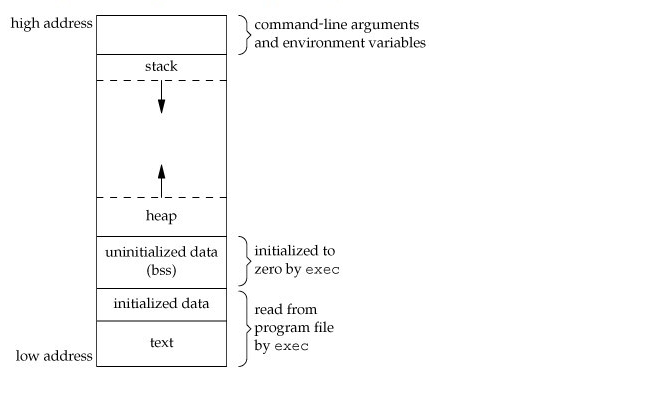 high address
command-line arguments
and environment variables
stack
heap
uninitialized data
(bss)
initialized to
zero by exec
initialized data
read from
program file
by exec
text
low address